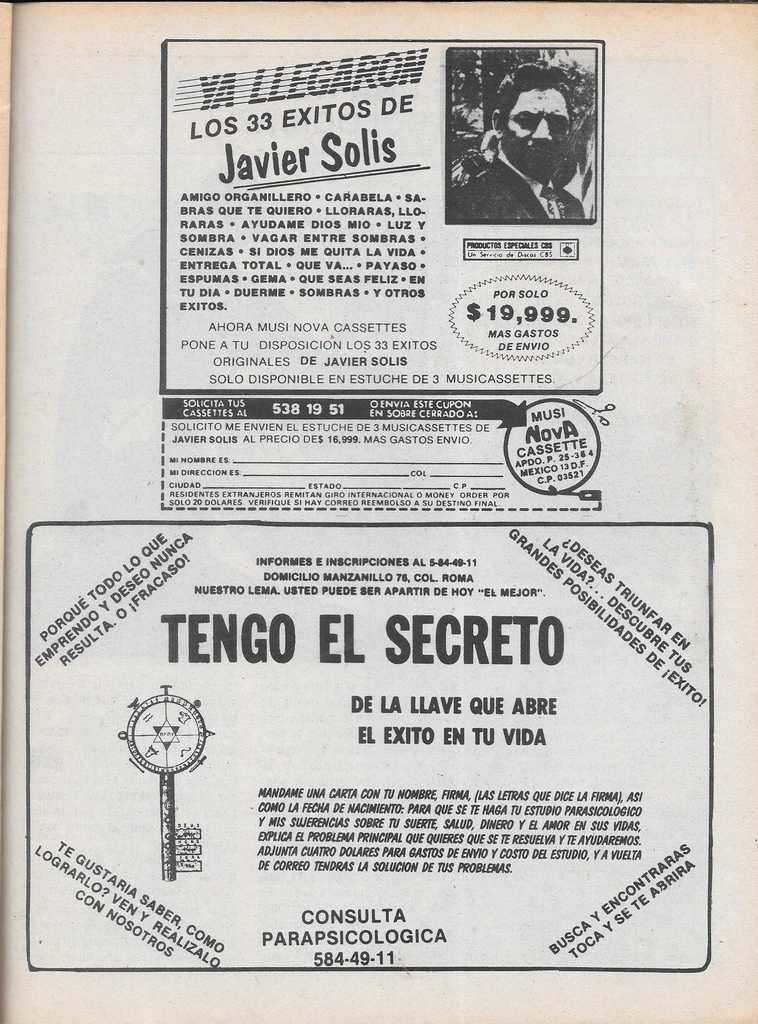 YA LLEGARON
LOS 33 EXITOS DE
Javier Solis
AMIGO ORGANILLERO • CARABELA • SA-
BRAS QUE TE QUIERO • LLORARAS, LLO-
RARAS • AYUDAME DIOS MIO • LUZ Y
SOMBRA • VAGAR ENTRE SOMBRAS •
CENIZAS • SI DIOS ME QUITA LA VIDA •
ENTREGA TOTAL • QUE VA... • PAYASO •
ESPUMAS • GEMA • QUE SEAS FELIZ • EN
TU DIA • DUERME • SOMBRAS • Y OTROS
EXITOS.
PRODUCTOS ESPECIALES CBS
Un Servicio de Discos CBS
POR SOLO
$19,999.
MAS GASTOS
DE ENVIO
AHORA MUSI NOVA CASSETTES
PONE A TU DISPOSICION LOS 33 EXITOS
ORIGINALES DE JAVIER SOLIS
SOLO DISPONIBLE EN ESTUCHE DE 3 MUSICASSETTES.
SOLICITA TUS
CASSETTES AL
538 19 51
O ENVIA ESTE CUPON
EN SOBRE CERRADO A:
SOLICITO ME ENVIEN EL ESTUCHE DE 3 MUSICASSETTES DE
JAVIER SOLIS AL PRECIO DE $ 16,999. MAS GASTOS ENVIO.
MI NOMBRE ES:
MI DIRECCION ES: COL
CIUDAD ESTADO C.P.
RESIDENTES EXTRANJEROS REMITAN GIRO INTERNACIONAL O MONEY ORDER POR
SOLO 20 DOLARES VERIFIQUE SI HAY CORREO REEMBOLSO A SU DESTINO FINAL.
MUSI
NOVA
CASSETTE
APDO. P. 25-384
MEXICO 13 D.F.
C.P. 03521
PORQUÉ TODO LO QUE
EMPRENDO Y DESEO NUNCA
RESULTA. O ¡FRACASO!
INFORMES E INSCRIPCIONES AL 5-84-49-11
DOMICILIO MANZANILLO 76, COL. ROMA
NUESTRO LEMA. USTED PUEDE SER APARTIR DE HOY "EL MEJOR".
¿DESEAS TRIUNFAR EN
LA VIDA?... DESCUBRE TUS
GRANDES POSIBILIDADES DE ¡EXITO!
TENGO EL SECRETO
DE LA LLAVE QUE ABRE
EL EXITO EN TU VIDA
MANDAME UNA CARTA CON TU NOMBRE, FIRMA, (LAS LETRAS QUE DICE LA FIRMA), ASI
COMO LA FECHA DE NACIMIENTO: PARA QUE SE TE HAGA TU ESTUDIO PARASICOLOGICO
Y MIS SUJERENCIAS SOBRE TU SUERTE, SALUD, DINERO Y EL AMOR EN SUS VIDAS,
EXPLICA EL PROBLEMA PRINCIPAL QUE QUIERES QUE SE TE RESUELVA Y TE AYUDAREMOS.
ADJUNTA CUATRO DOLARES PARA GASTOS DE ENVIO Y COSTO DEL ESTUDIO, Y A VUELTA
DE CORREO TENDRAS LA SOLUCION DE TUS PROBLEMAS.
TE GUSTARIA SABER, COMO
LOGRARLO? VEN Y REALIZALO
CON NOSOTROS
CONSULTA
PARAPSICOLOGICA
584-49-11
BUSCA Y ENCONTRARAS
TOCA Y SE TE ABRIRA